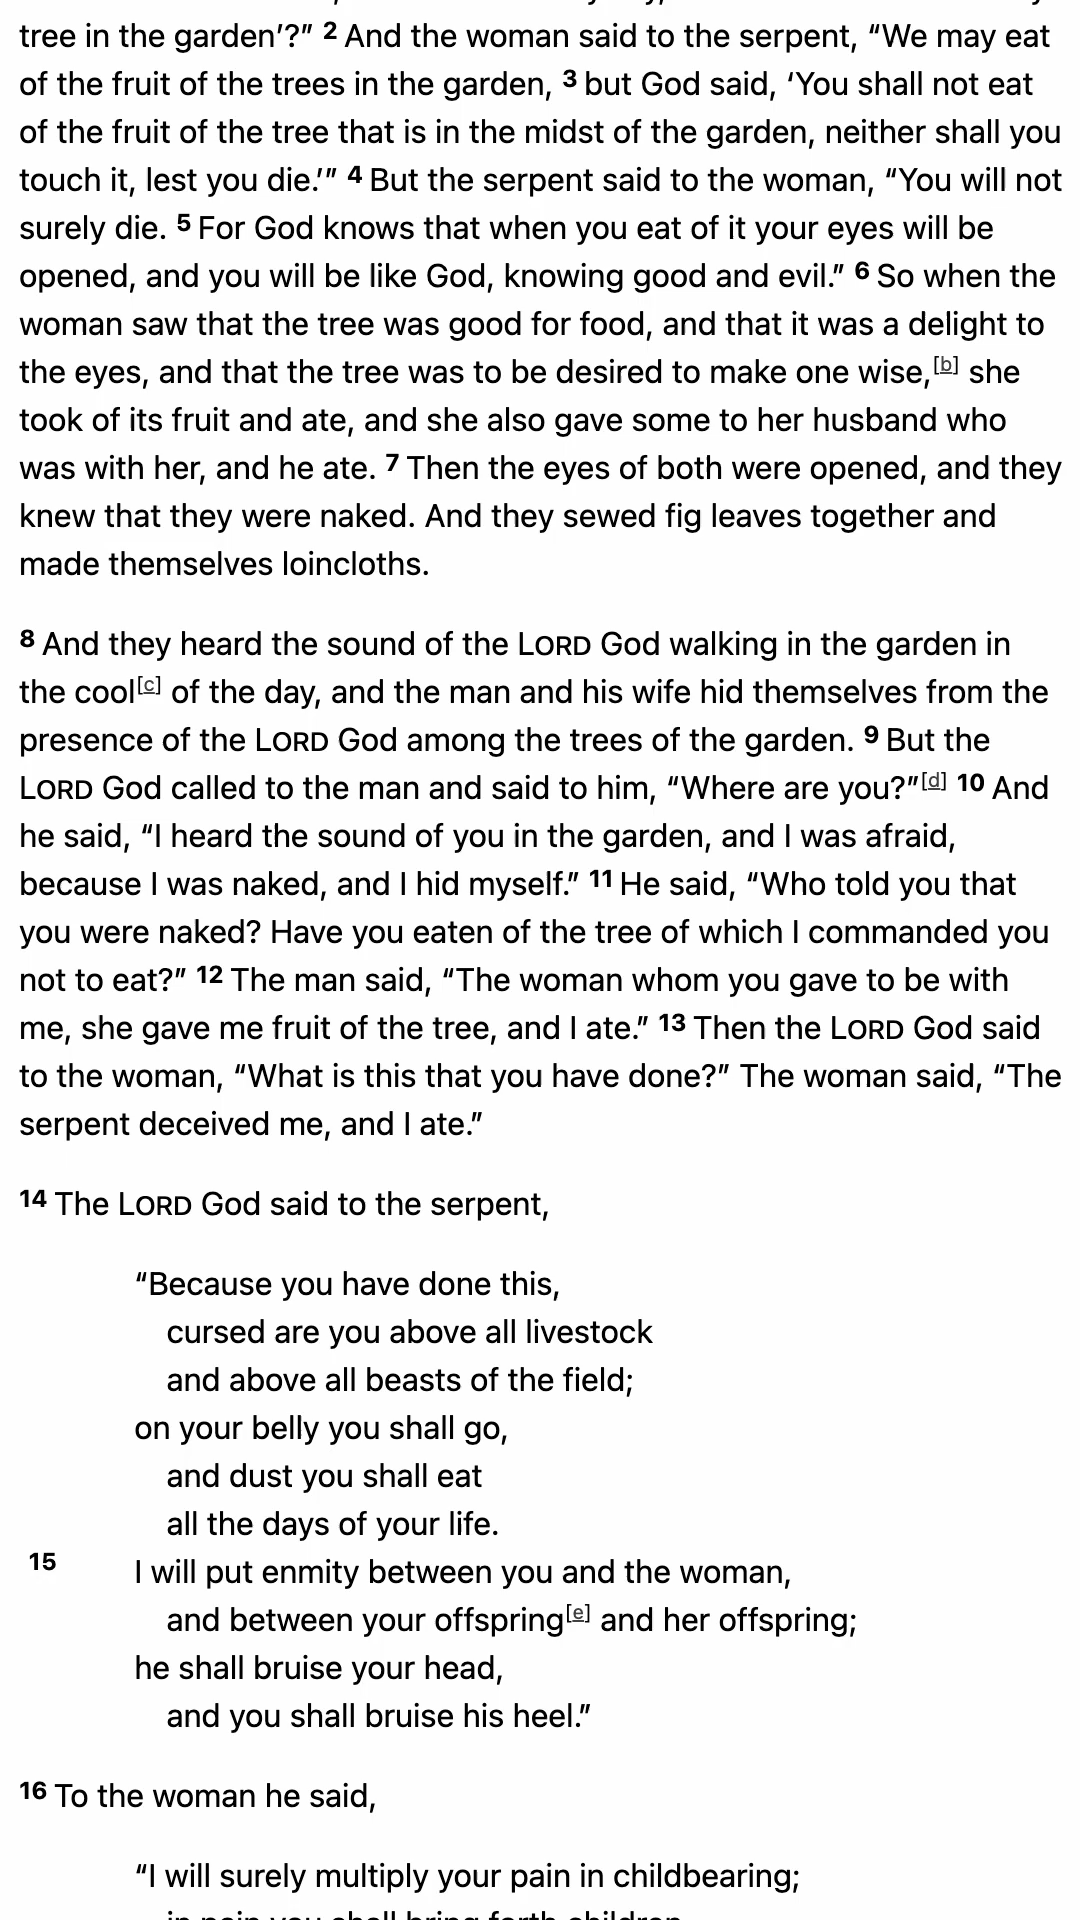 tree in the garden’?” 2 And the woman said to the serpent, “We may eat
of the fruit of the trees in the garden, 3 but God said, ‘You shall not eat
of the fruit of the tree that is in the midst of the garden, neither shall you
touch it, lest you die.’” 4 But the serpent said to the woman, “You will not
surely die. 5 For God knows that when you eat of it your eyes will be
opened, and you will be like God, knowing good and evil.” 6 So when the
woman saw that the tree was good for food, and that it was a delight to
the eyes, and that the tree was to be desired to make one wise,[b] she
took of its fruit and ate, and she also gave some to her husband who
was with her, and he ate. 7 Then the eyes of both were opened, and they
knew that they were naked. And they sewed fig leaves together and
made themselves loincloths.
8 And they heard the sound of the LORD God walking in the garden in
the cool[c] of the day, and the man and his wife hid themselves from the
presence of the LORD God among the trees of the garden. 9 But the
LORD God called to the man and said to him, “Where are you?”[d] 10 And
he said, “I heard the sound of you in the garden, and I was afraid,
because I was naked, and I hid myself.” 11 He said, “Who told you that
you were naked? Have you eaten of the tree of which I commanded you
not to eat?” 12 The man said, “The woman whom you gave to be with
me, she gave me fruit of the tree, and I ate.” 13 Then the LORD God said
to the woman, “What is this that you have done?” The woman said, “The
serpent deceived me, and I ate.”
14 The LORD God said to the serpent,
“Because you have done this,
cursed are you above all livestock
and above all beasts of the field;
on your belly you shall go,
and dust you shall eat
all the days of your life.
15 I will put enmity between you and the woman,
and between your offspring[e] and her offspring;
he shall bruise your head,
and you shall bruise his heel.”
16 To the woman he said,
“I will surely multiply your pain in childbearing;
in pain you shall bring forth children